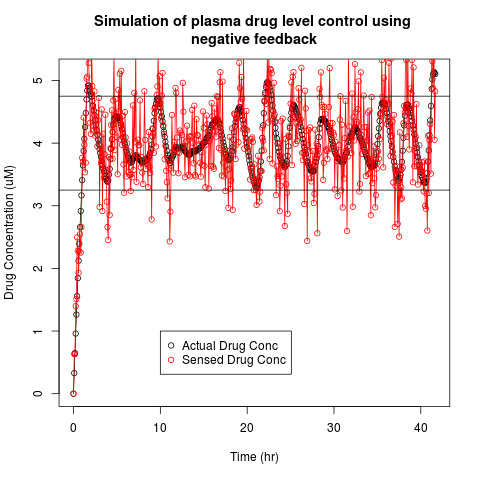 Simulation of plasma drug level control using
negative feedback
Drug Concentration (uM)
5
4
3
2
1
0
Actual Drug Conc
Sensed Drug Conc
0 10 20 30 40
Time (hr)